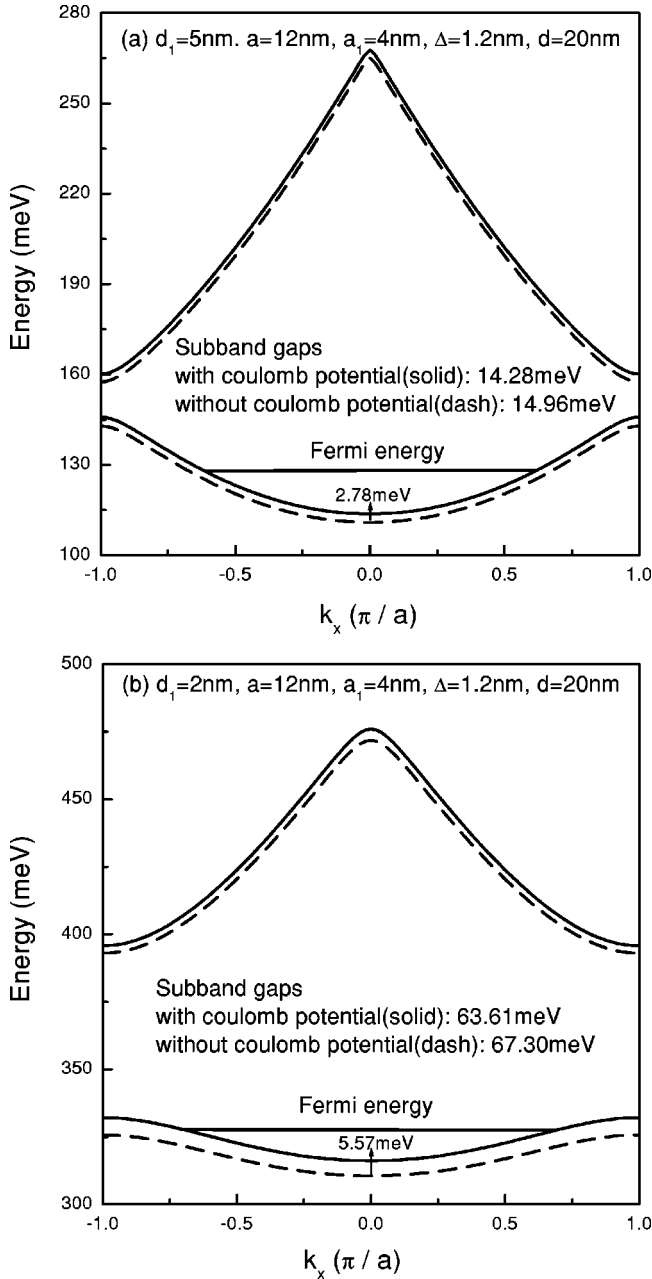 280
(a) d₁=5nm. a=12nm, a₁=4nm, Δ=1.2nm, d=20nm
250
220
190
160
130
100
Energy (meV)
Subband gaps
with coulomb potential(solid): 14.28meV
without coulomb potential(dash): 14.96meV
Fermi energy
2.78meV
-1.0 -0.5 0.0 0.5 1.0
kₓ (π / a)
500
(b) d₁=2nm, a=12nm, a₁=4nm, Δ=1.2nm, d=20nm
450
400
350
300
Energy (meV)
Subband gaps
with coulomb potential(solid): 63.61meV
without coulomb potential(dash): 67.30meV
Fermi energy
5.57meV
-1.0 -0.5 0.0 0.5 1.0
kₓ (π / a)